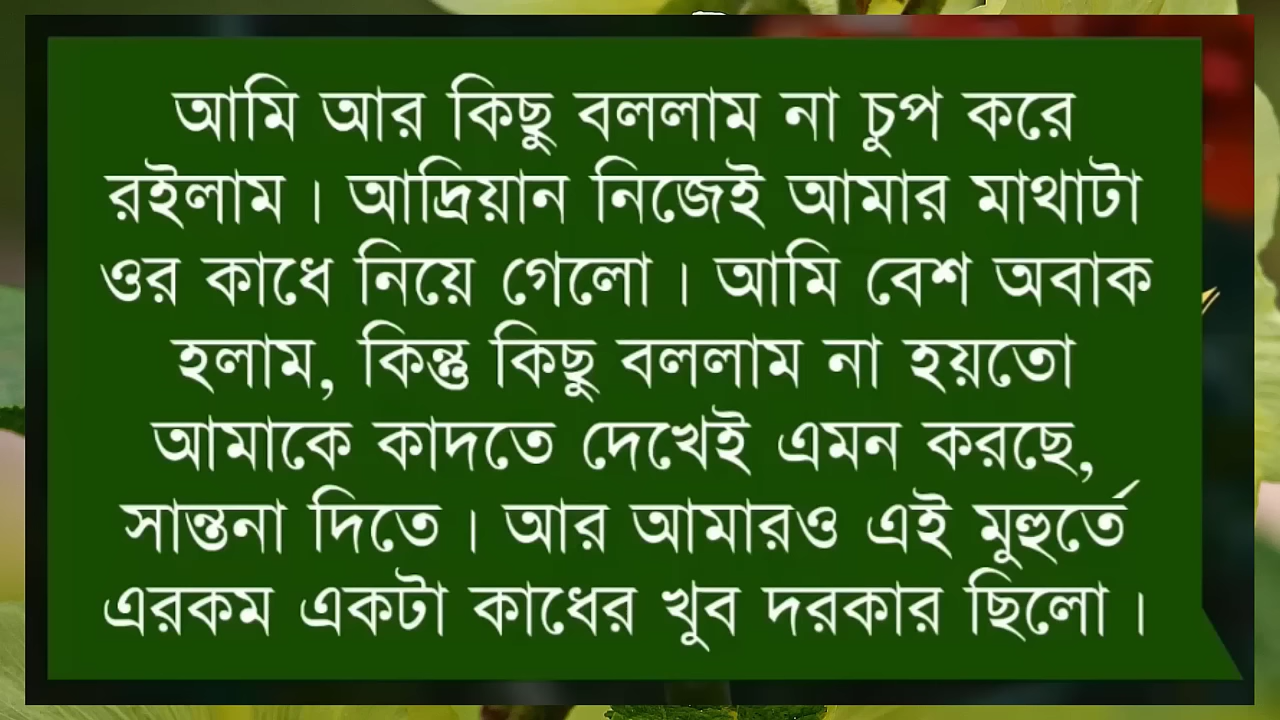 আমি আর কিছু বললাম না চুপ করে
রইলাম। আদ্রিয়ান নিজেই আমার মাথাটা
ওর কাধে নিয়ে গেলো। আমি বেশ অবাক
হলাম, কিন্তু কিছু বললাম না হয়তো
আমাকে কাদতে দেখেই এমন করছে,
সান্তনা দিতে। আর আমারও এই মুহুর্তে
এরকম একটা কাধের খুব দরকার ছিলো।